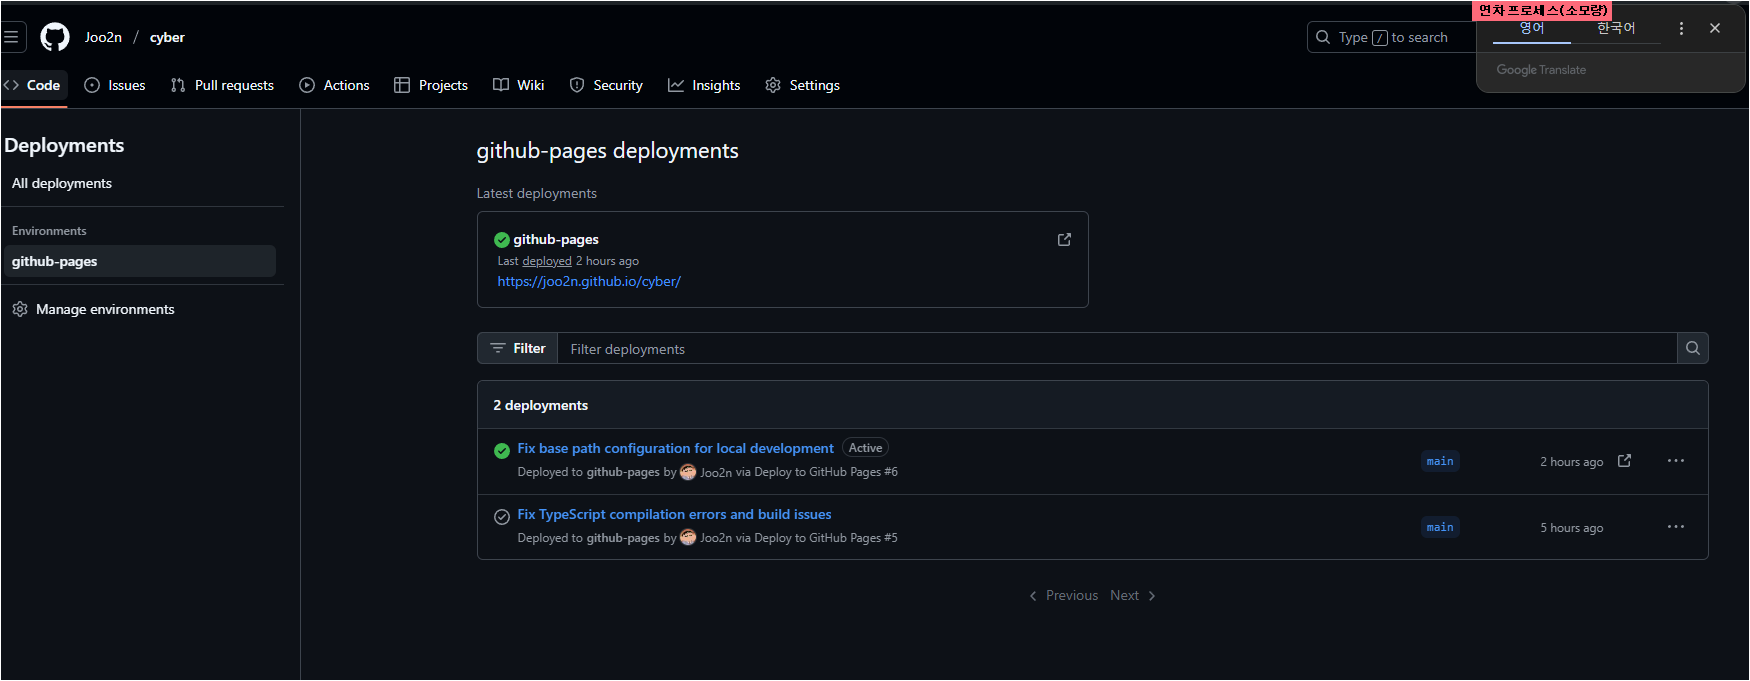 연차 프로세스(소모량)
Joo2n / cyber
Type / to search
영어 한국어
Google Translate
Code Issues Pull requests Actions Projects Wiki Security Insights Settings
Deployments
All deployments
Environments
github-pages
Manage environments
github-pages deployments
Latest deployments
github-pages
Last deployed 2 hours ago
https://joo2n.github.io/cyber/
Filter Filter deployments
2 deployments
Fix base path configuration for local development Active
Deployed to github-pages by Joo2n via Deploy to GitHub Pages #6
main 2 hours ago
Fix TypeScript compilation errors and build issues
Deployed to github-pages by Joo2n via Deploy to GitHub Pages #5
main 5 hours ago
Previous Next